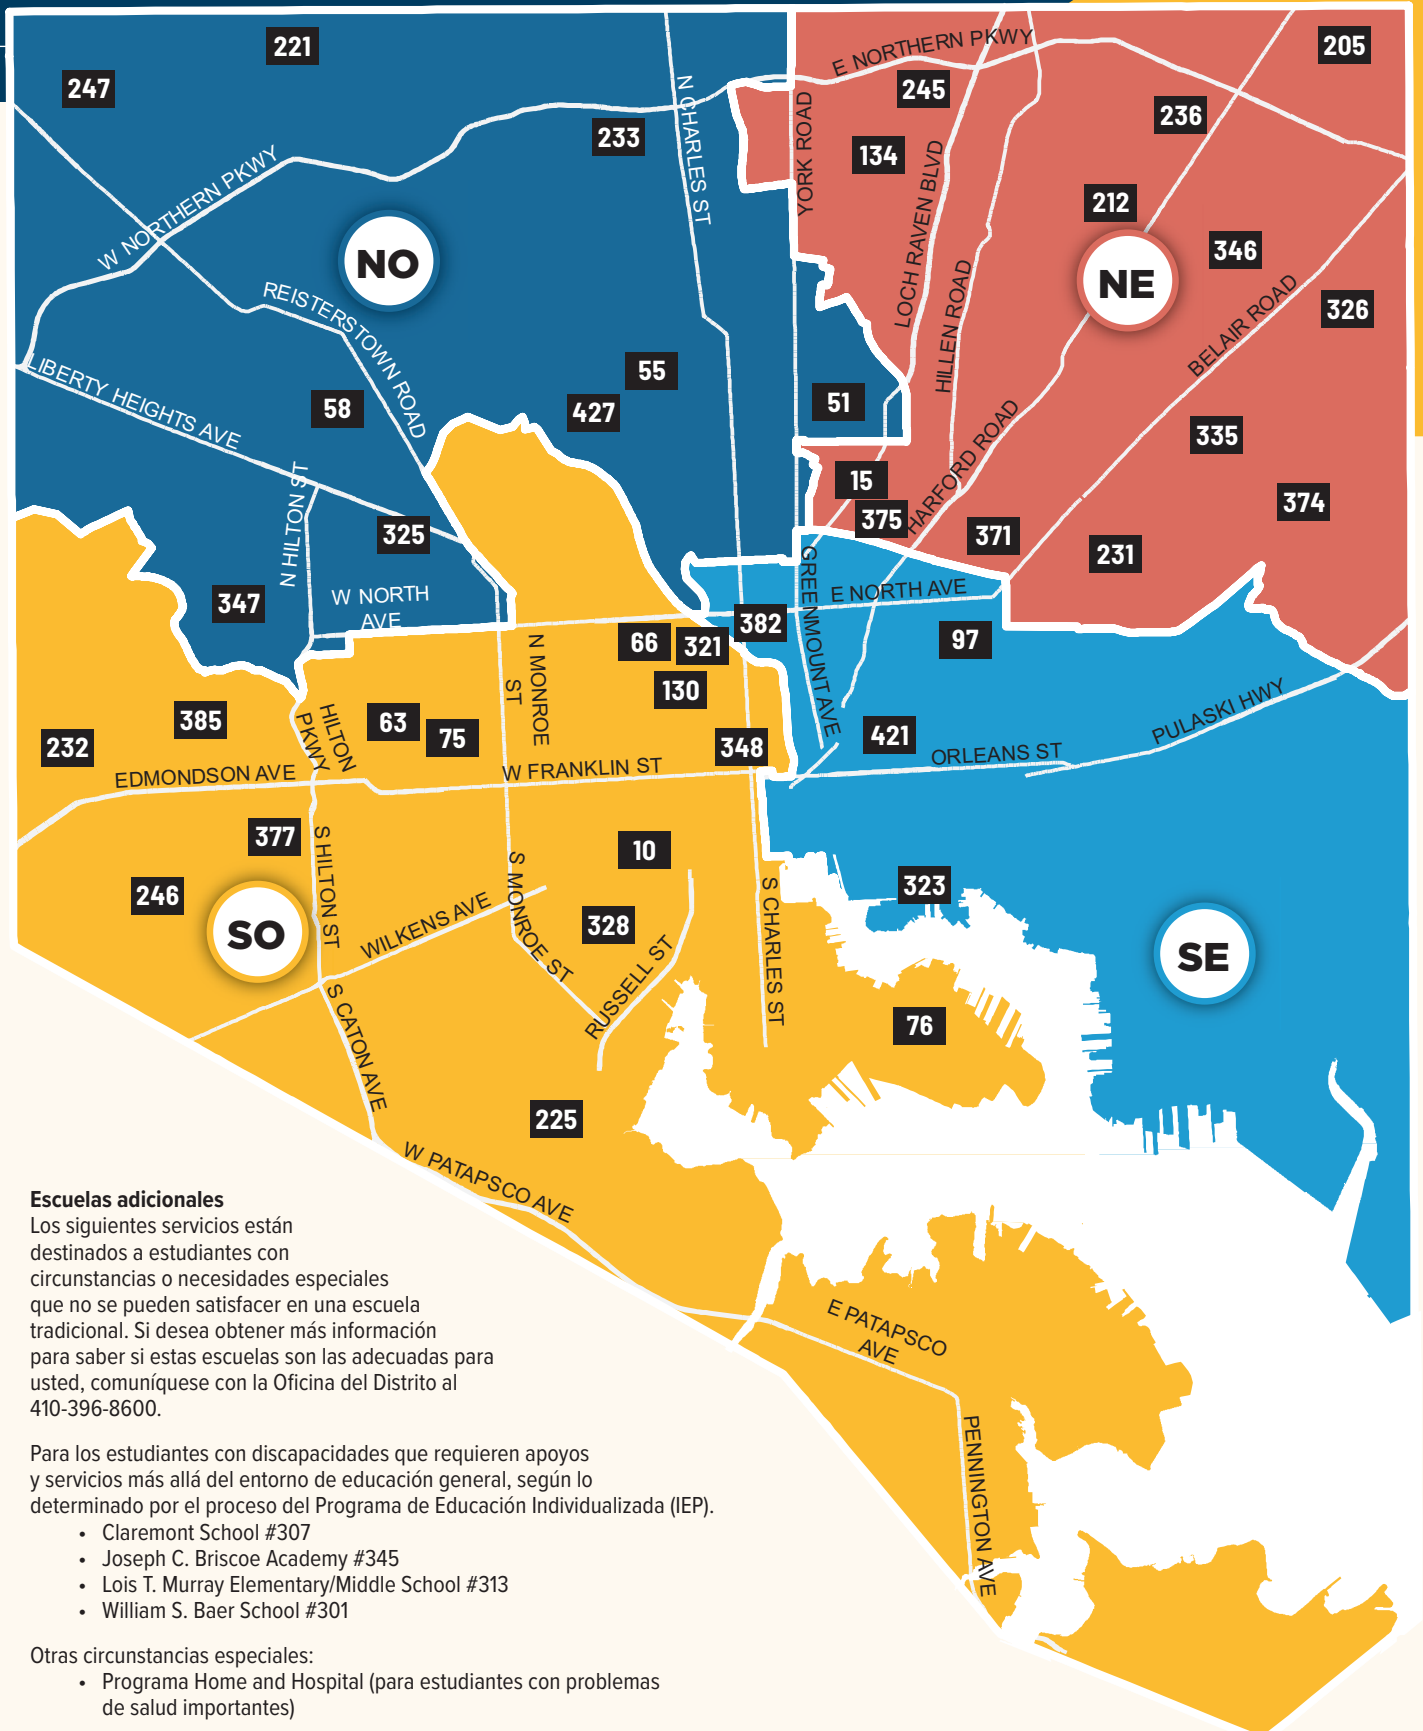 221
247
205
E NORTHERN PKWY
245
236
233
N CHARLES ST
YORK ROAD
134
LOCH RAVEN BLVD
W NORTHERN PKWY
212
NO
346
NE
HILLEN ROAD
326
REISTERSTOWN ROAD
BELAIR ROAD
LIBERTY HEIGHTS AVE
55
58
427
51
335
HARFORD ROAD
15
375
374
N HILTON ST
325
371
231
GREENMOUNT AVE
E NORTH AVE
347
W NORTH
AVE
382
66
321
97
N MONROE
ST
130
385
HILTON
PKWY
63
75
232
348
421
PULASKI HWY
ORLEANS ST
EDMONDSON AVE
W FRANKLIN ST
377
S HILTON ST
10
246
S MONROE ST
323
S CHARLES ST
SO
WILKENS AVE
328
RUSSELL ST
SE
S CATON AVE
76
225
W PATAPSCO AVE
E PATAPSCO
AVE
PENNINGTON AVE
Escuelas adicionales
Los siguientes servicios están
destinados a estudiantes con
circunstancias o necesidades especiales
que no se pueden satisfacer en una escuela
tradicional. Si desea obtener más información
para saber si estas escuelas son las adecuadas para
usted, comuníquese con la Oficina del Distrito al
410-396-8600.
Para los estudiantes con discapacidades que requieren apoyos
y servicios más allá del entorno de educación general, según lo
determinado por el proceso del Programa de Educación Individualizada (IEP).
• Claremont School #307
• Joseph C. Briscoe Academy #345
• Lois T. Murray Elementary/Middle School #313
• William S. Baer School #301
Otras circunstancias especiales:
• Programa Home and Hospital (para estudiantes con problemas
de salud importantes)